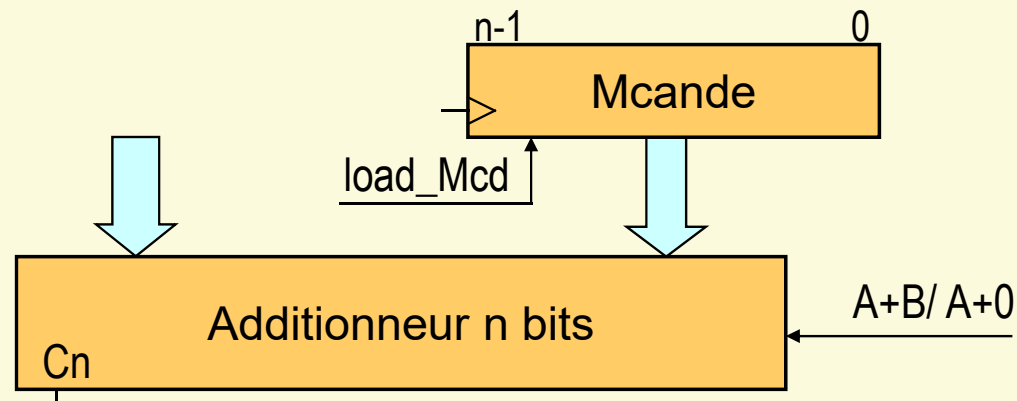 n-1
0
Mcande
load_Mcd
A+B/ A+0
Additionneur n bits
Cn